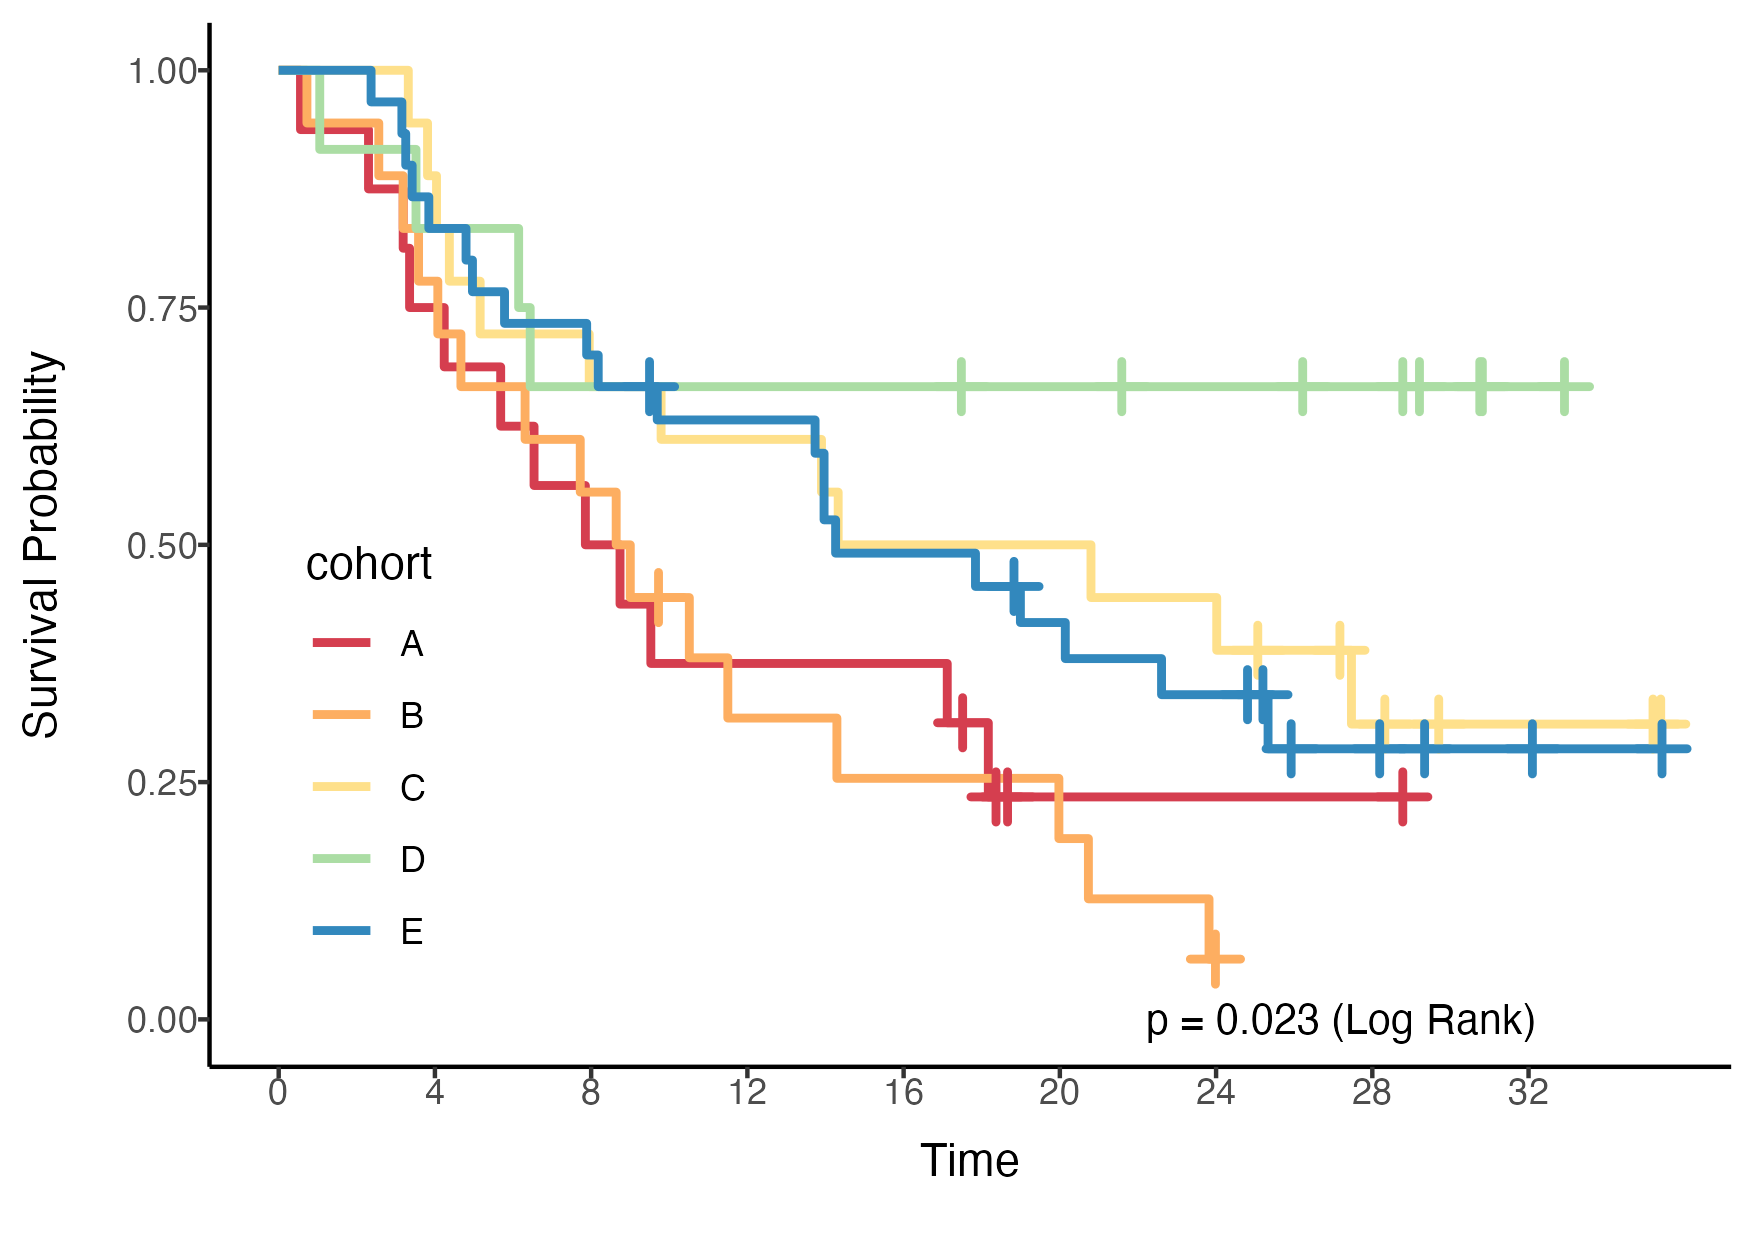 Survival Probability
1.00
0.75
0.50
0.25
0.00
cohort
A
B
C
D
E
p = 0.023 (Log Rank)
0 4 8 12 16 20 24 28 32
Time